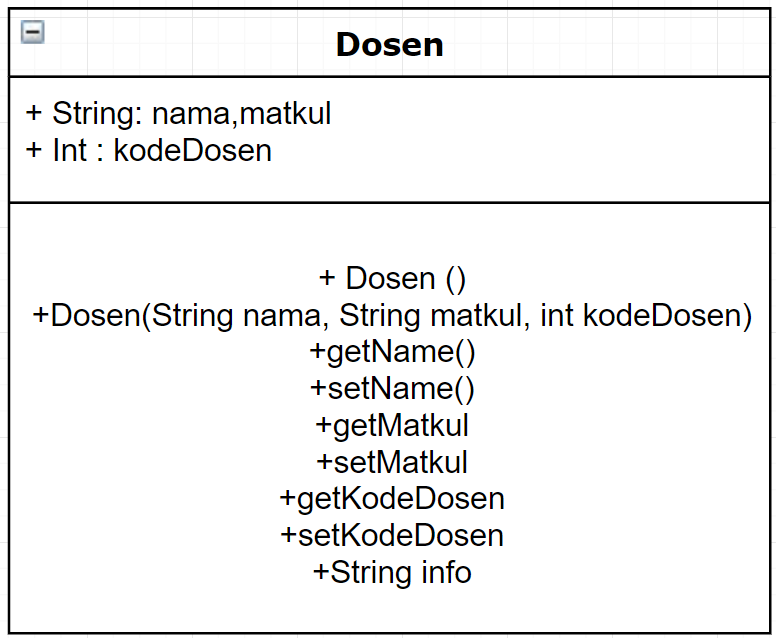 Dosen
+ String: nama,matkul
+ Int : kodeDosen
+ Dosen ()
+Dosen(String nama, String matkul, int kodeDosen)
+getName()
+setName()
+getMatkul
+setMatkul
+getKodeDosen
+setKodeDosen
+String info